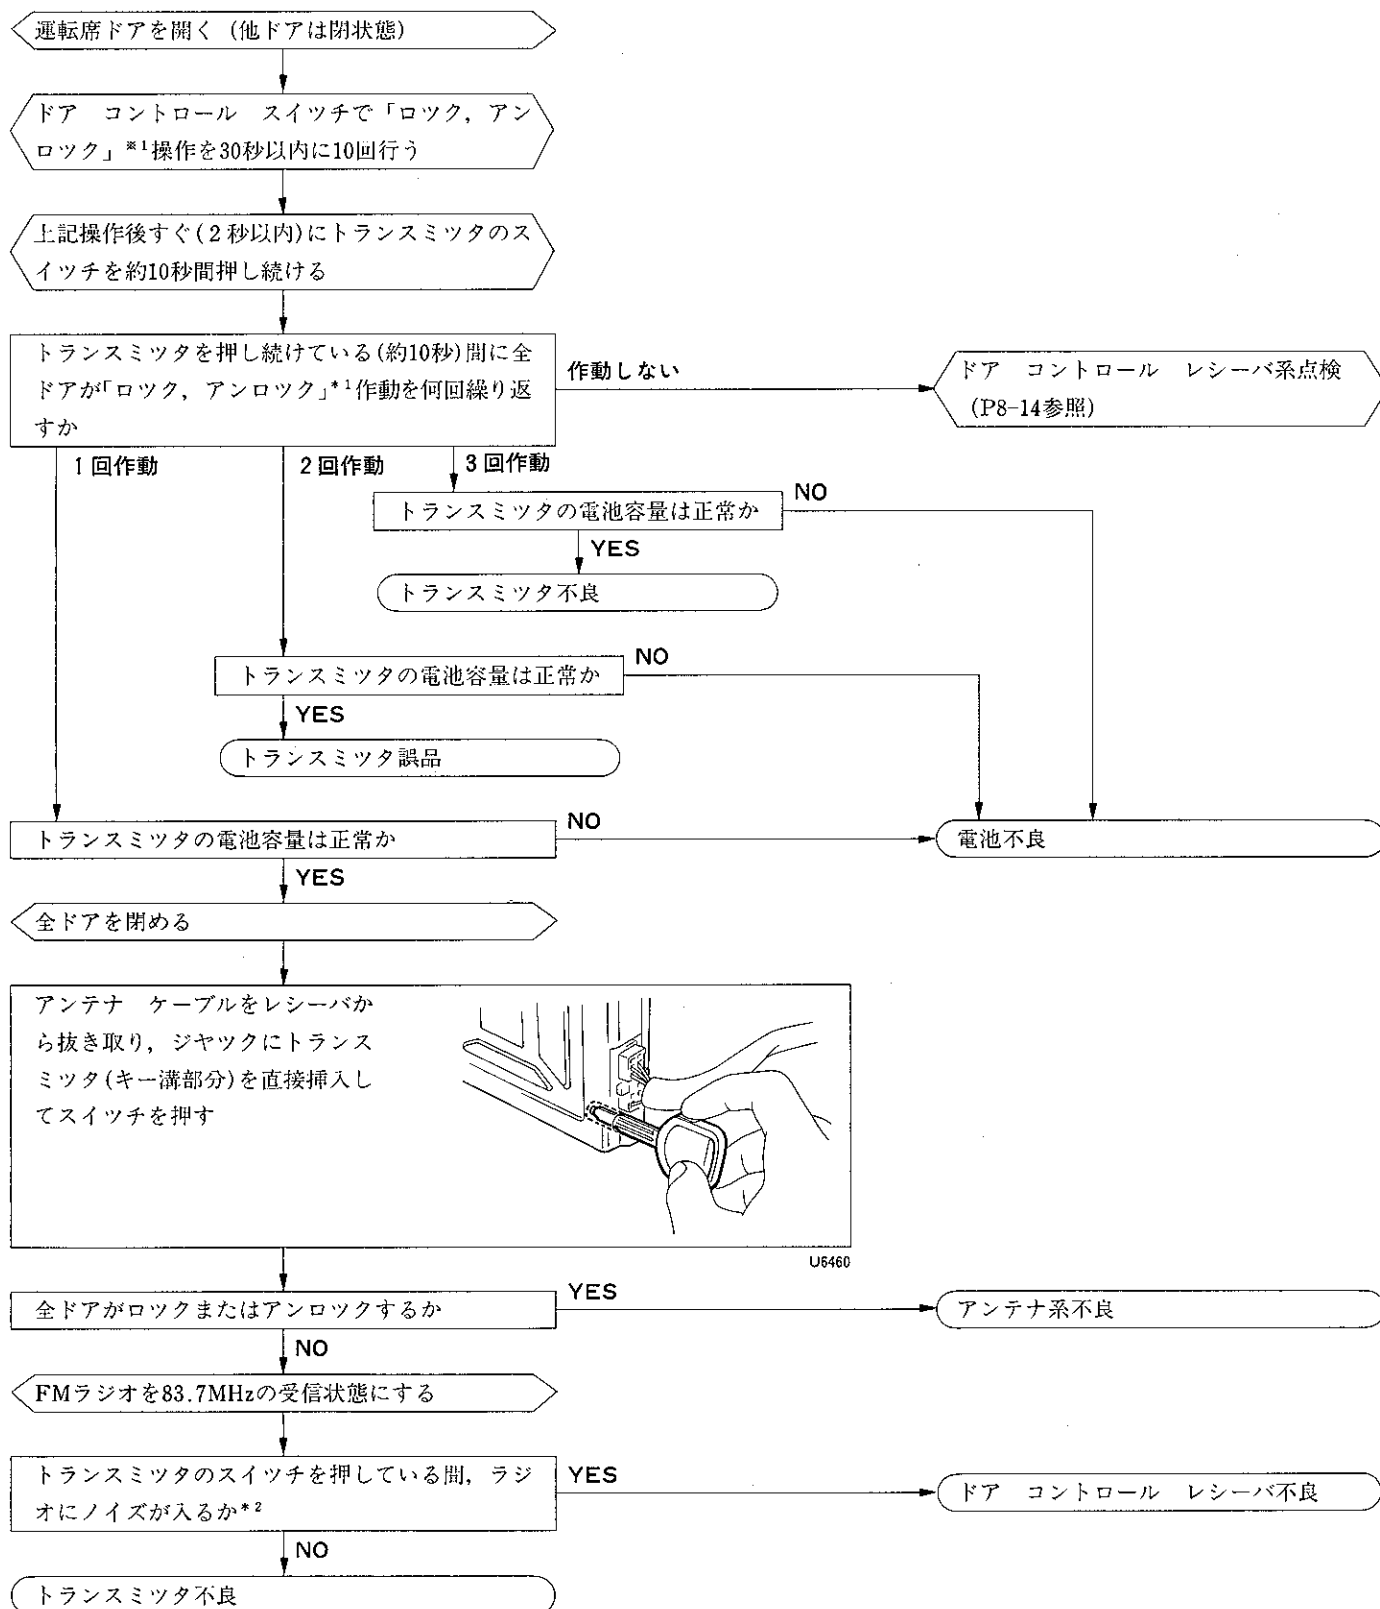 運転席ドアを開く (他ドアは閉状態)
ドア コントロール スイツチで「ロツク, アン
ロツク」※1操作を30秒以内に10回行う
上記操作後すぐ(2秒以内)にトランスミツタのス
イツチを約10秒間押し続ける
トランスミツタを押し続けている(約10秒)間に全
ドアが「ロツク, アンロツク」*1作動を何回繰り返
すか
作動しない
ドア コントロール レシーバ系点検
(P8-14参照)
1回作動
2回作動
3回作動
トランスミツタの電池容量は正常か
NO
YES
トランスミツタ不良
トランスミツタの電池容量は正常か
NO
YES
トランスミツタ誤品
トランスミツタの電池容量は正常か
NO
電池不良
YES
全ドアを閉める
アンテナ ケーブルをレシーバか
ら抜き取り, ジヤツクにトランス
ミツタ(キー溝部分)を直接挿入し
てスイツチを押す
U6460
全ドアがロツクまたはアンロツクするか
YES
アンテナ系不良
NO
FMラジオを83.7MHzの受信状態にする
トランスミツタのスイツチを押している間, ラジ
オにノイズが入るか*2
YES
ドア コントロール レシーバ不良
NO
トランスミツタ不良